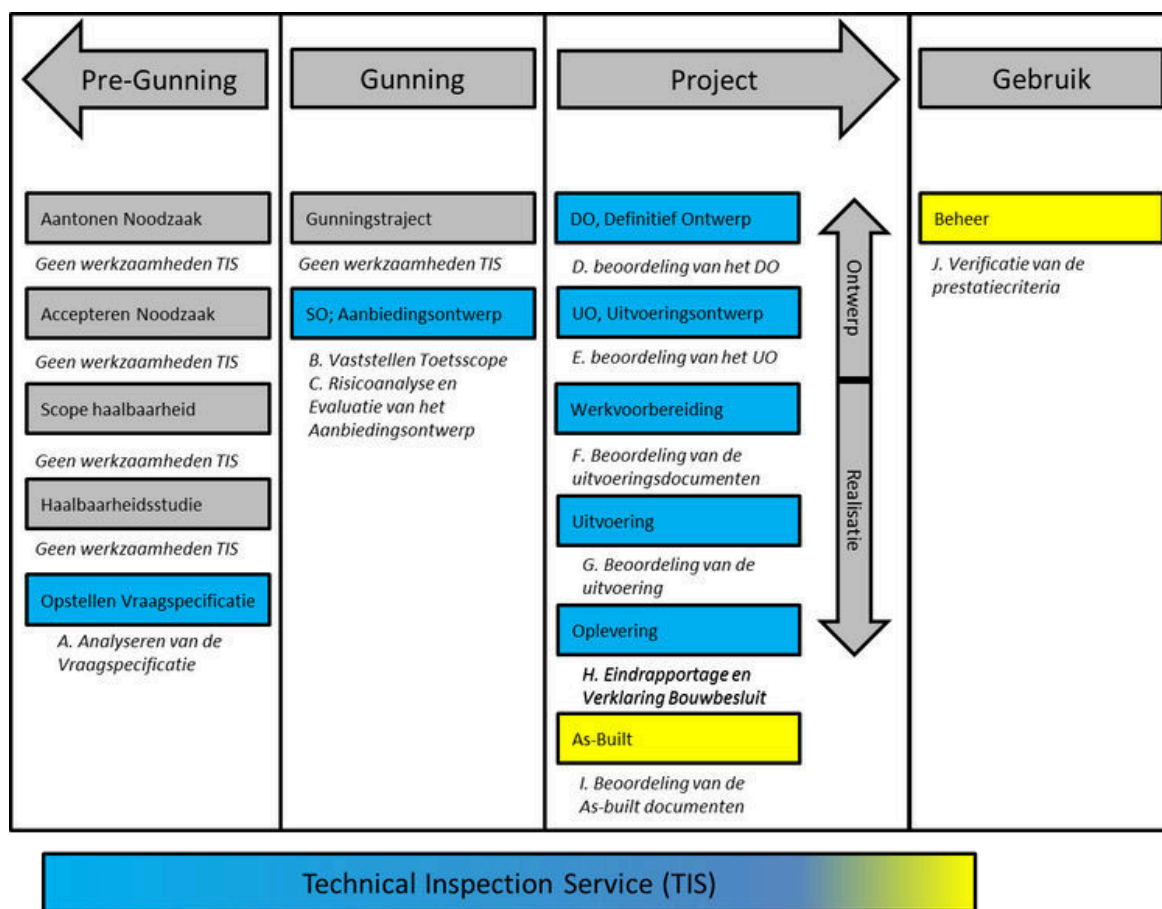 Pre-Gunning
Gunning
Project
Gebruik
Aantonen Noodzaak
Geen werkzaamheden TIS
Accepteren Noodzaak
Geen werkzaamheden TIS
Scope haalbaarheid
Geen werkzaamheden TIS
Haalbaarheidsstudie
Geen werkzaamheden TIS
Opstellen Vraagspecificatie
A. Analyseren van de
Vraagspecificatie
Gunningstraject
Geen werkzaamheden TIS
SO; Aanbiedingsontwerp
B. Vaststellen Toetsscope
C. Risicoanalyse en
Evaluatie van het
Aanbiedingsontwerp
DO, Definitief Ontwerp
D. beoordeling van het DO
UO, Uitvoeringsontwerp
E. beoordeling van het UO
Werkvoorbereiding
F. Beoordeling van de
uitvoeringsdocumenten
Uitvoering
G. Beoordeling van de
uitvoering
Oplevering
H. Eindrapportage en
Verklaring Bouwbesluit
As-Built
I. Beoordeling van de
As-built documenten
Ontwerp
Realisatie
Beheer
J. Verificatie van de
prestatiecriteria
Technical Inspection Service (TIS)